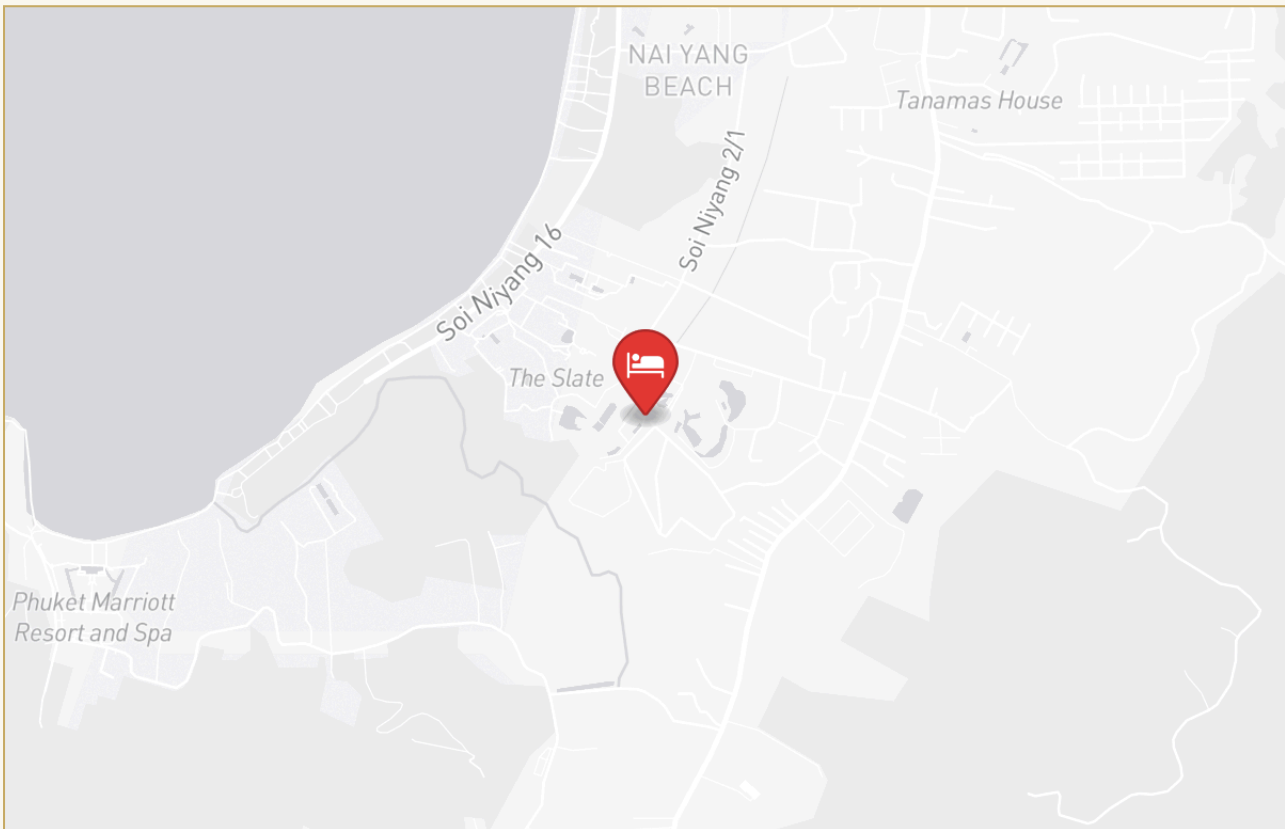 NAI YANG
BEACH
Tanamas House
Soi Niyang 2/1
Soi Niyang 16
The Slate
Phuket Marriott
Resort and Spa